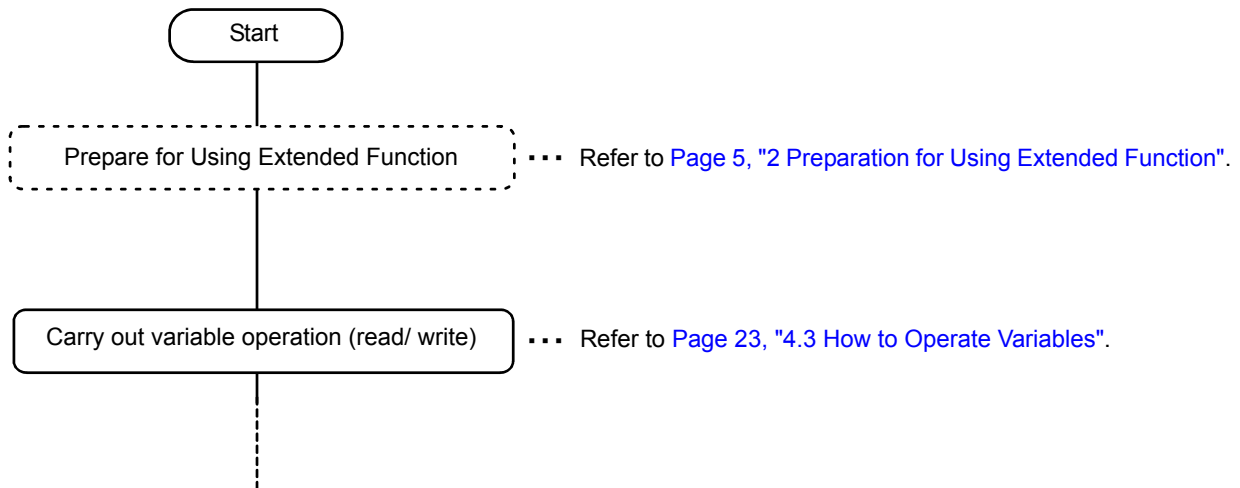 Start
Prepare for Using Extended Function ··· Refer to Page 5, "2 Preparation for Using Extended Function".
Carry out variable operation (read/ write) ··· Refer to Page 23, "4.3 How to Operate Variables".